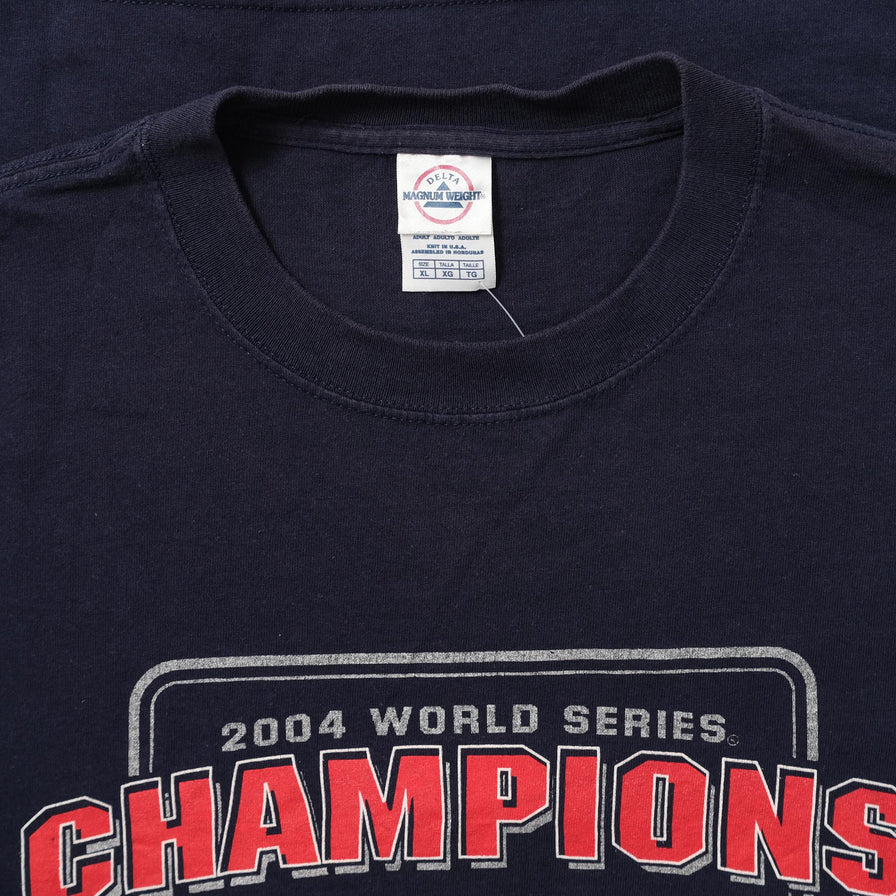 DELTA
MAGNUM WEIGHT®
ADULT ADULTO ADULTE
KNIT IN U.S.A.
ASSEMBLED IN HONDURAS
SIZE TALLA TAILLE
XL XG TG
2004 WORLD SERIES
CHAMPIONS